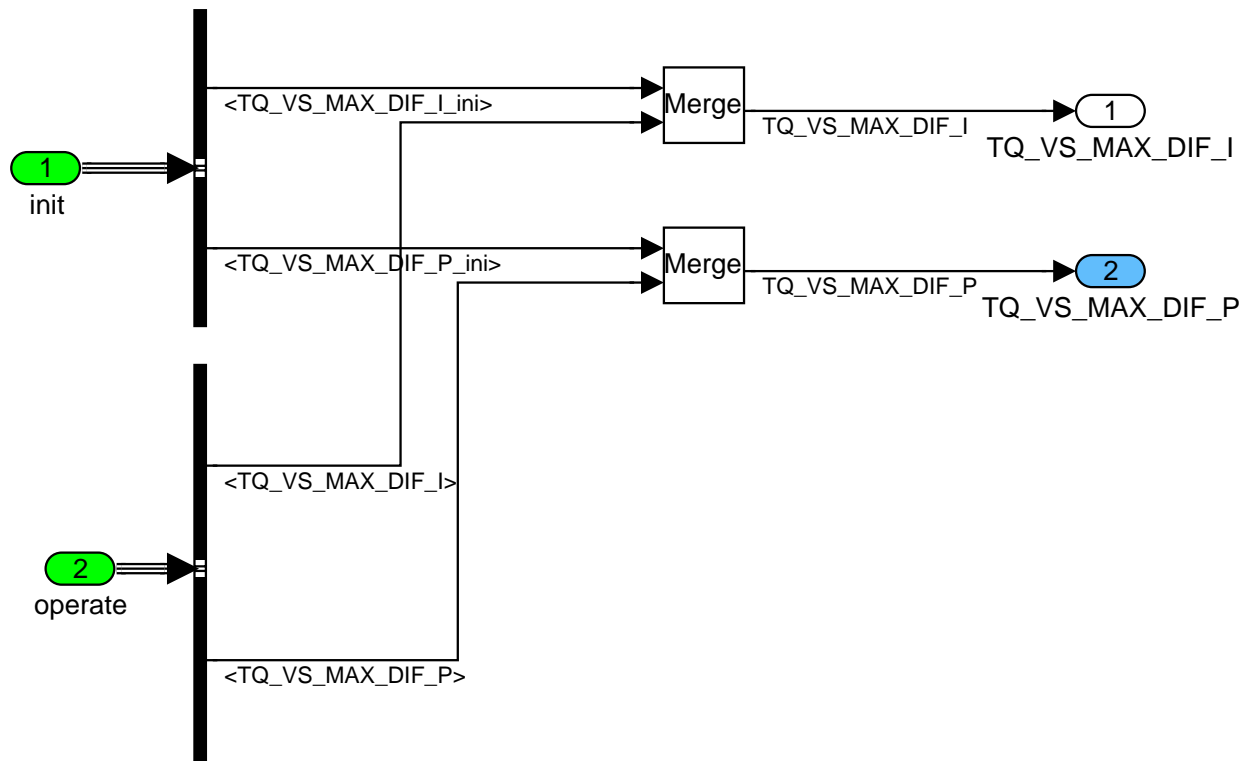 <TQ_VS_MAX_DIF_I_ini>
Merge
TQ_VS_MAX_DIF_I
1
TQ_VS_MAX_DIF_I
1
init
<TQ_VS_MAX_DIF_P_ini>
Merge
TQ_VS_MAX_DIF_P
2
TQ_VS_MAX_DIF_P
<TQ_VS_MAX_DIF_I>
2
operate
<TQ_VS_MAX_DIF_P>